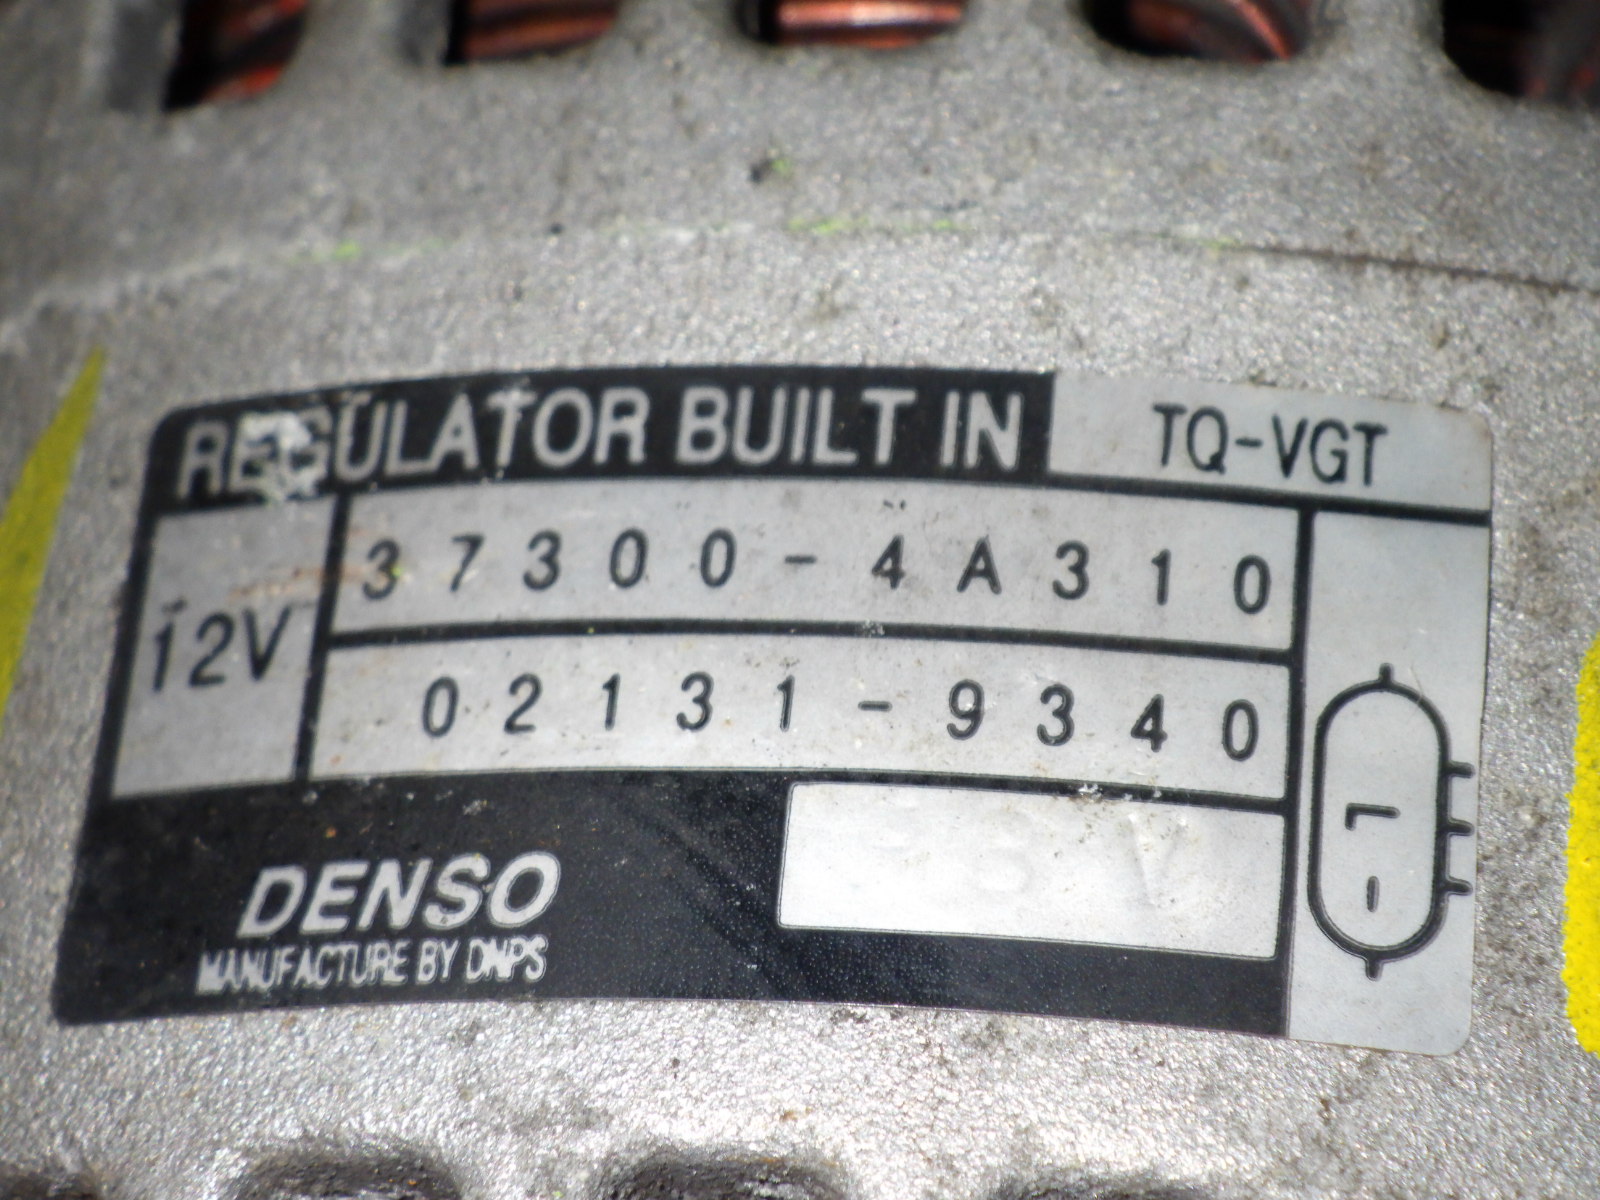 REGULATOR BUILT IN TQ-VGT
12V
37300-4A310
02131-9340
DENSO
MANUFACTURE BY DNPS
L